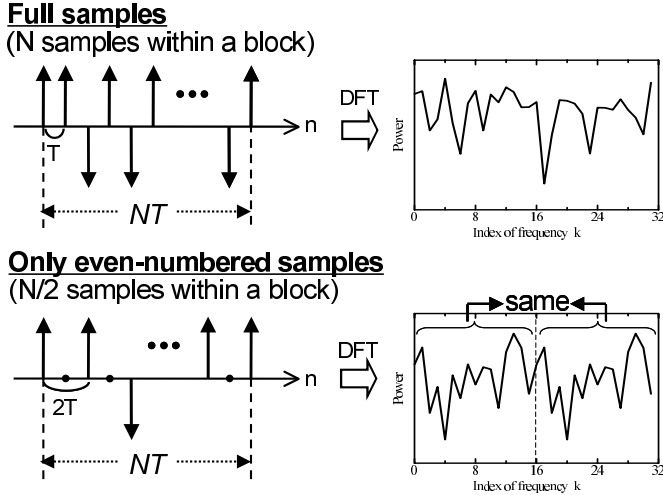 Full samples
(N samples within a block)
n
T
NT
DFT
Power
0 8 16 24 32
Index of frequency k
Only even-numbered samples
(N/2 samples within a block)
n
2T
NT
DFT
same
Power
0 8 16 24 32
Index of frequency k